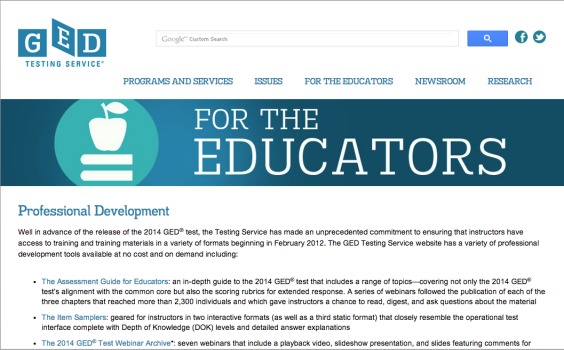 GED
TESTING SERVICE®
Google™ Custom Search
PROGRAMS AND SERVICES ISSUES FOR THE EDUCATORS NEWSROOM RESEARCH
FOR THE
EDUCATORS
Professional Development
Well in advance of the release of the 2014 GED® test, the Testing Service has made an unprecedented commitment to ensuring that instructors have
access to training and training materials in a variety of formats beginning in February 2012. The GED Testing Service website has a variety of professional
development tools available at no cost and on demand including:
• The Assessment Guide for Educators: an in-depth guide to the 2014 GED® test that includes a range of topics—covering not only the 2014 GED®
test's alignment with the common core but also the scoring rubrics for extended response. A series of webinars followed the publication of each of the
three chapters that reached more than 2,300 individuals and which gave instructors a chance to read, digest, and ask questions about the material
• The Item Samplers: geared for instructors in two interactive formats (as well as a third static format) that closely resemble the operational test
interface complete with Depth of Knowledge (DOK) levels and detailed answer explanations
• The 2014 GED® Test Webinar Archive*: seven webinars that include a playback video, slideshow presentation, and slides featuring comments for